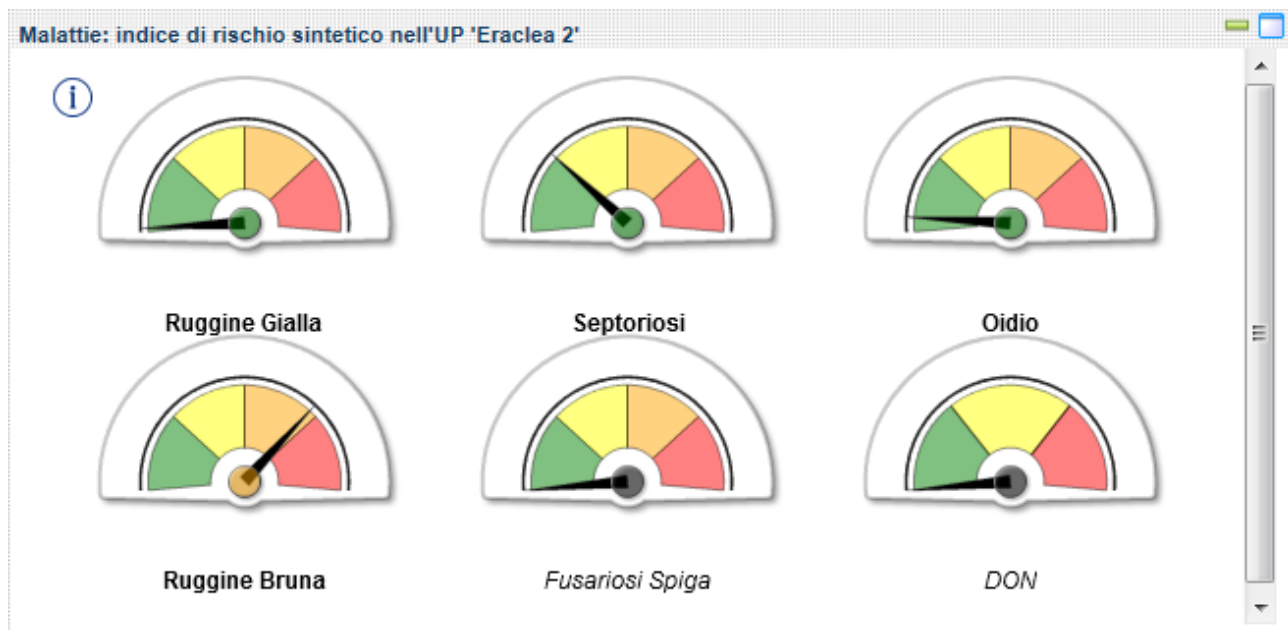 Malattie: indice di rischio sintetico nell'UP 'Eraclea 2'
i
Ruggine Gialla
Septoriosi
Oidio
Ruggine Bruna
Fusariosi Spiga
DON